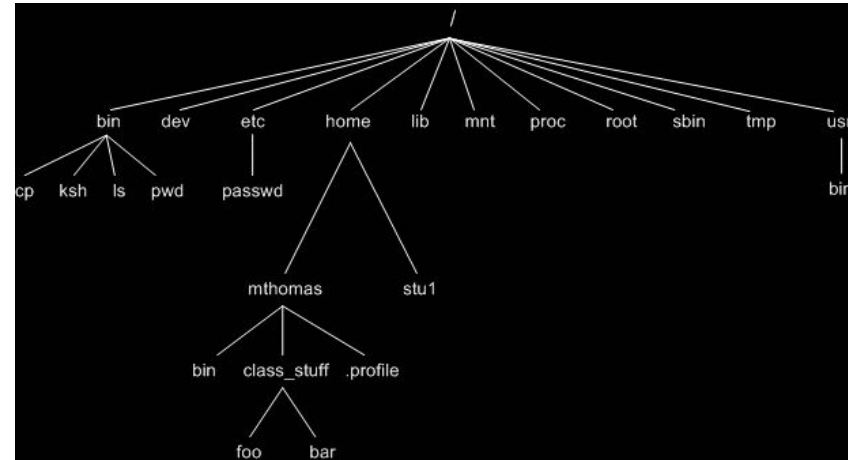 /
bin dev etc home lib mnt proc root sbin tmp
cp ksh ls pwd passwd
mthomas stu1
bin class_stuff .profile
foo bar